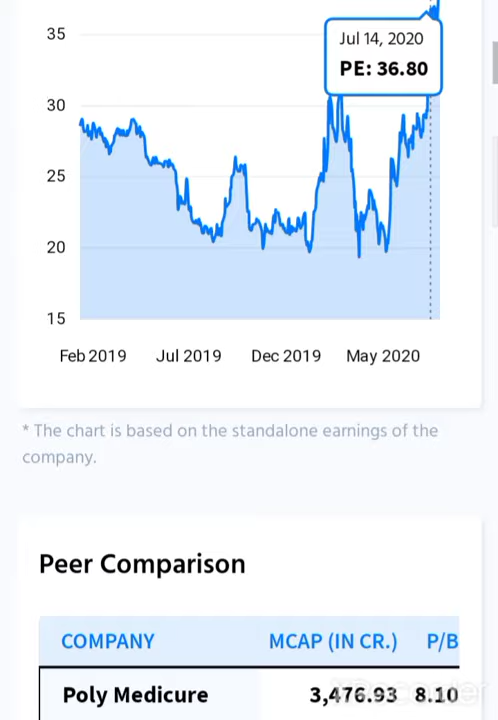 35
Jul 14, 2020
PE: 36.80
30
25
20
15
Feb 2019 Jul 2019 Dec 2019 May 2020
* The chart is based on the standalone earnings of the
company.
Peer Comparison
COMPANY MCAP (IN CR.) P/B
Poly Medicure 3,476.93 8.10